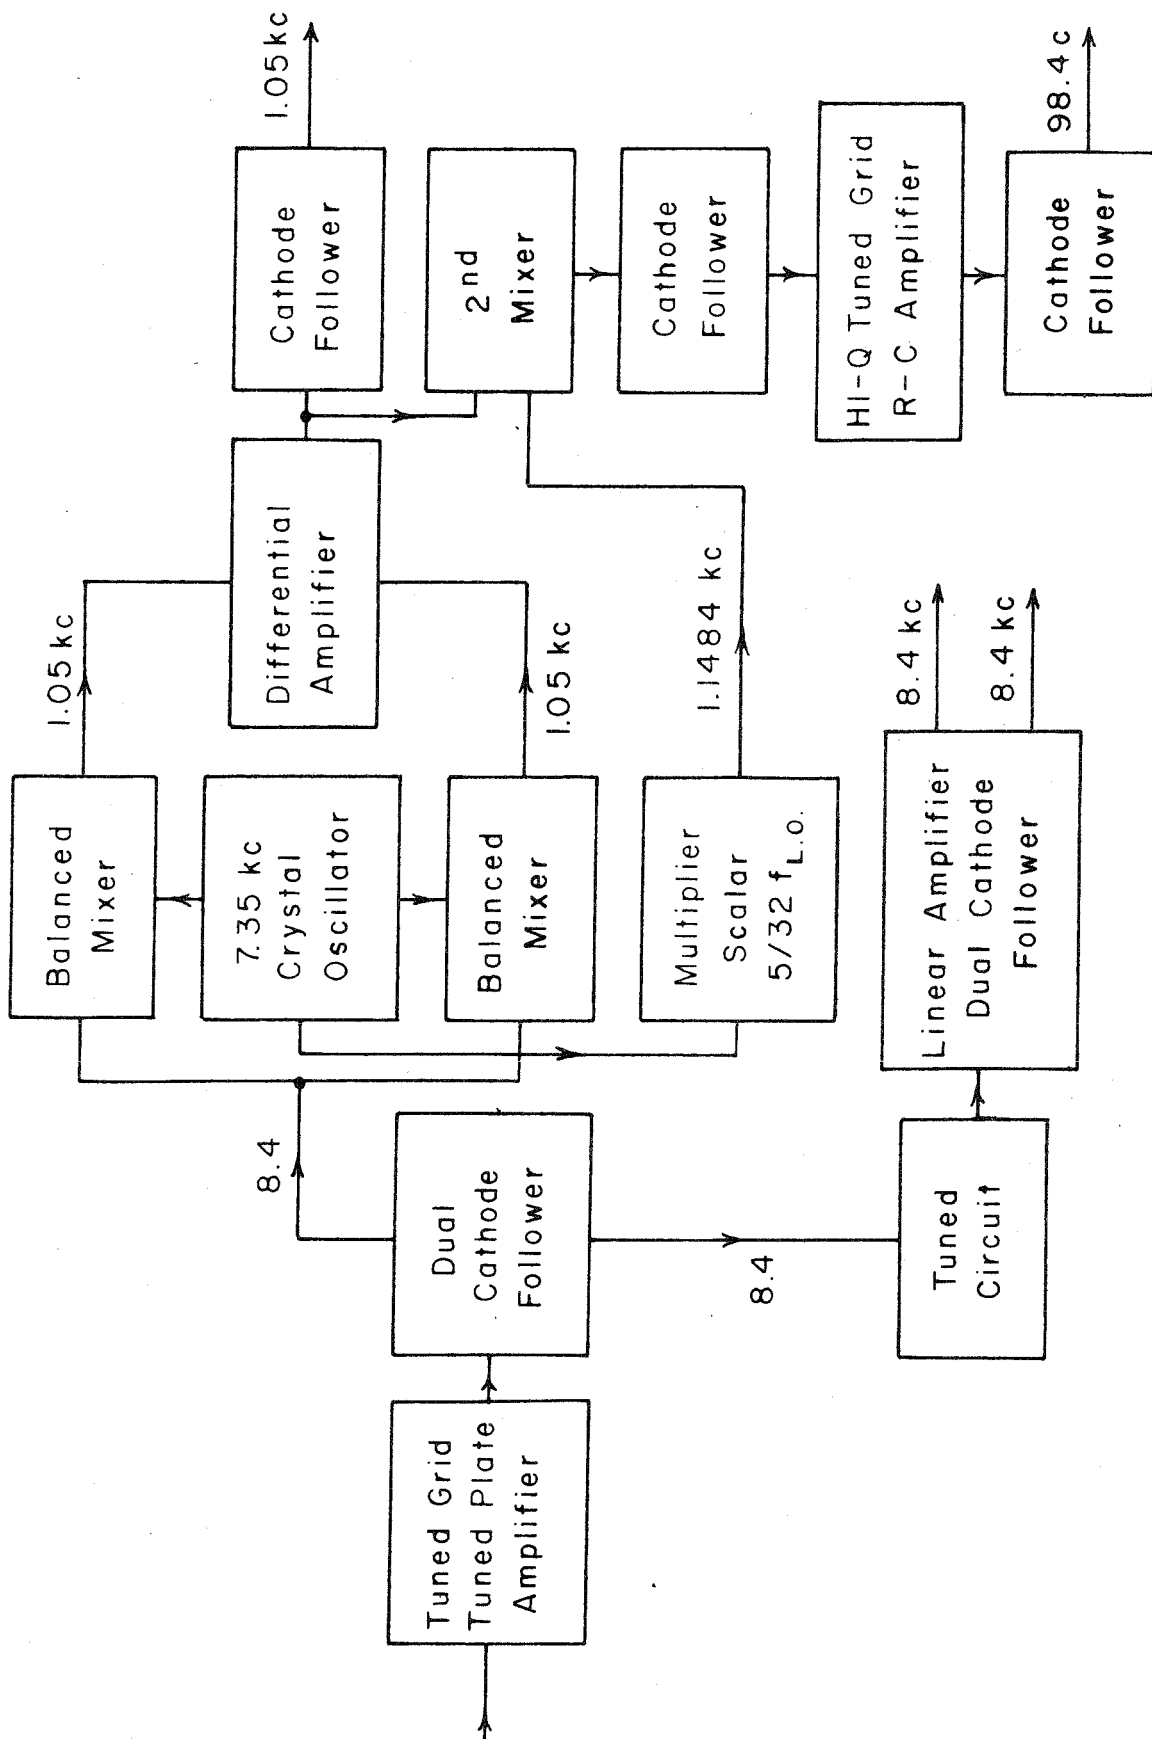 Tuned Grid
Tuned Plate
Amplifier
Dual
Cathode
Follower
8.4
8.4
Balanced
Mixer
7.35 kc
Crystal
Oscillator
Balanced
Mixer
Multiplier
Scalar
5/32 fL.O.
1.05 kc
1.05 kc
1.1484 kc
Differential
Amplifier
Cathode
Follower
1.05 kc
2nd
Mixer
Cathode
Follower
HI-Q Tuned Grid
R-C Amplifier
Cathode
Follower
98.4 c
Tuned
Circuit
Linear Amplifier
Dual Cathode
Follower
8.4 kc
8.4 kc